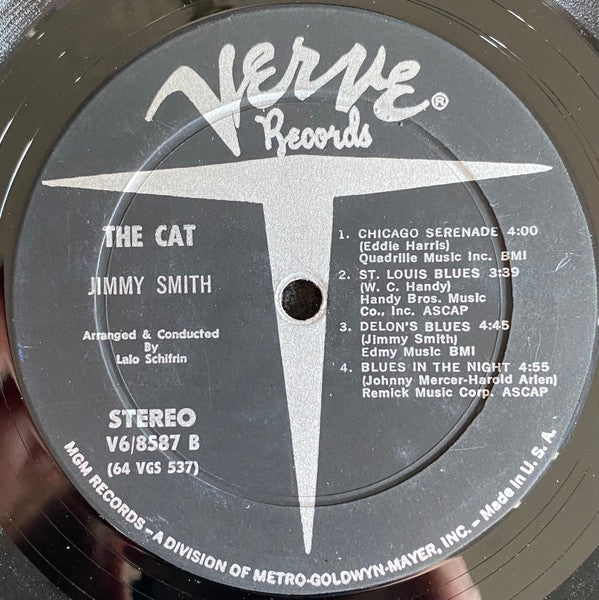 Verve®
Records
THE CAT
JIMMY SMITH
Arranged & Conducted
By
Lalo Schifrin
STEREO
V6/8587 B
(64 VGS 537)
1. CHICAGO SERENADE 4:00
(Eddie Harris)
Quadrille Music Inc. BMI
2. ST. LOUIS BLUES 3:39
(W. C. Handy)
Handy Bros. Music
Co., Inc. ASCAP
3. DELON'S BLUES 4:45
(Jimmy Smith)
Edmy Music BMI
4. BLUES IN THE NIGHT 4:55
(Johnny Mercer-Harold Arlen)
Remick Music Corp. ASCAP
MGM RECORDS – A DIVISION OF METRO-GOLDWYN-MAYER, INC. – Made in U. S. A.